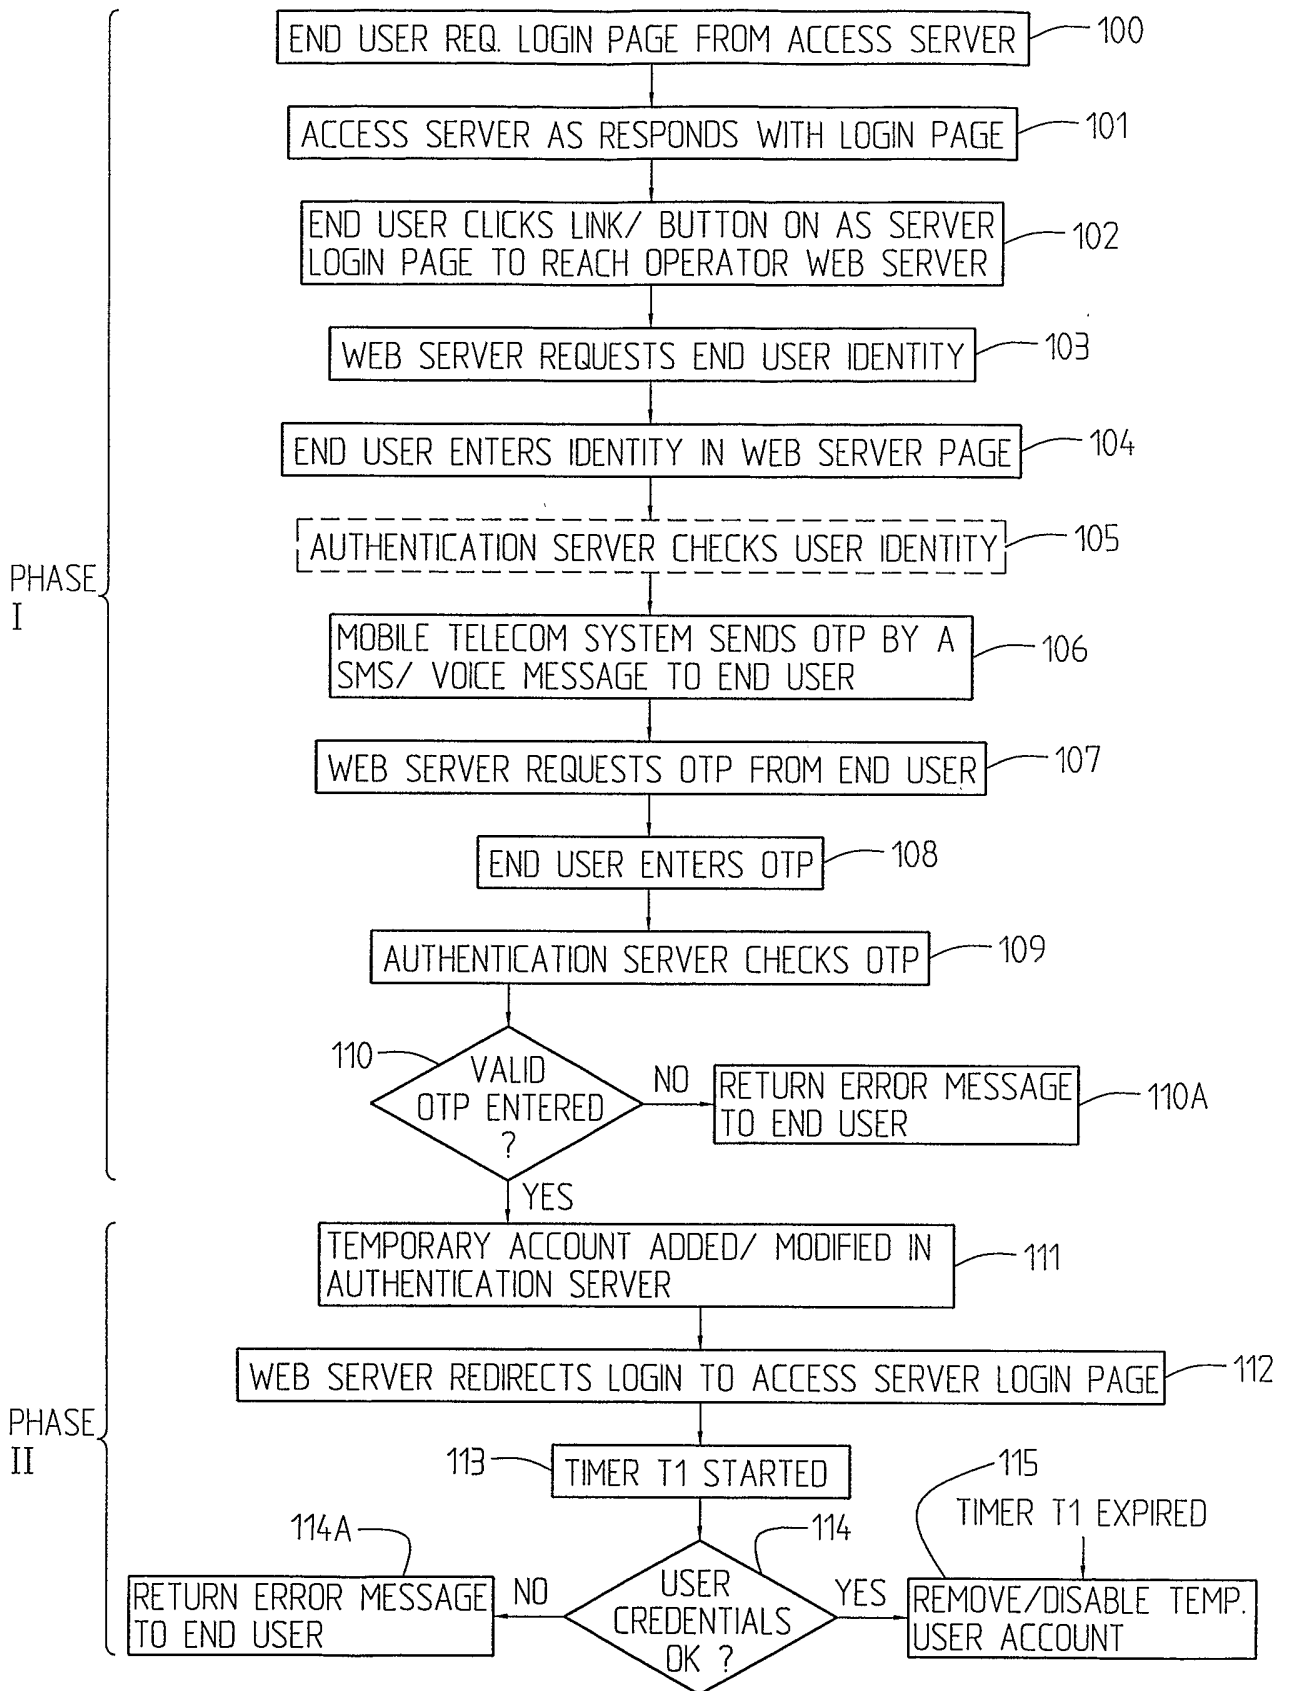 END USER REQ. LOGIN PAGE FROM ACCESS SERVER
100
ACCESS SERVER AS RESPONDS WITH LOGIN PAGE
101
END USER CLICKS LINK/ BUTTON ON AS SERVER
LOGIN PAGE TO REACH OPERATOR WEB SERVER
102
WEB SERVER REQUESTS END USER IDENTITY
103
END USER ENTERS IDENTITY IN WEB SERVER PAGE
104
AUTHENTICATION SERVER CHECKS USER IDENTITY
105
PHASE
I
MOBILE TELECOM SYSTEM SENDS OTP BY A
SMS/ VOICE MESSAGE TO END USER
106
WEB SERVER REQUESTS OTP FROM END USER
107
END USER ENTERS OTP
108
AUTHENTICATION SERVER CHECKS OTP
109
110
VALID
OTP ENTERED
?
NO
RETURN ERROR MESSAGE
TO END USER
110A
YES
TEMPORARY ACCOUNT ADDED/ MODIFIED IN
AUTHENTICATION SERVER
111
WEB SERVER REDIRECTS LOGIN TO ACCESS SERVER LOGIN PAGE
112
PHASE
II
113
TIMER T1 STARTED
115
TIMER T1 EXPIRED
114A
114
RETURN ERROR MESSAGE
TO END USER
NO
USER
CREDENTIALS
OK ?
YES
REMOVE/DISABLE TEMP.
USER ACCOUNT